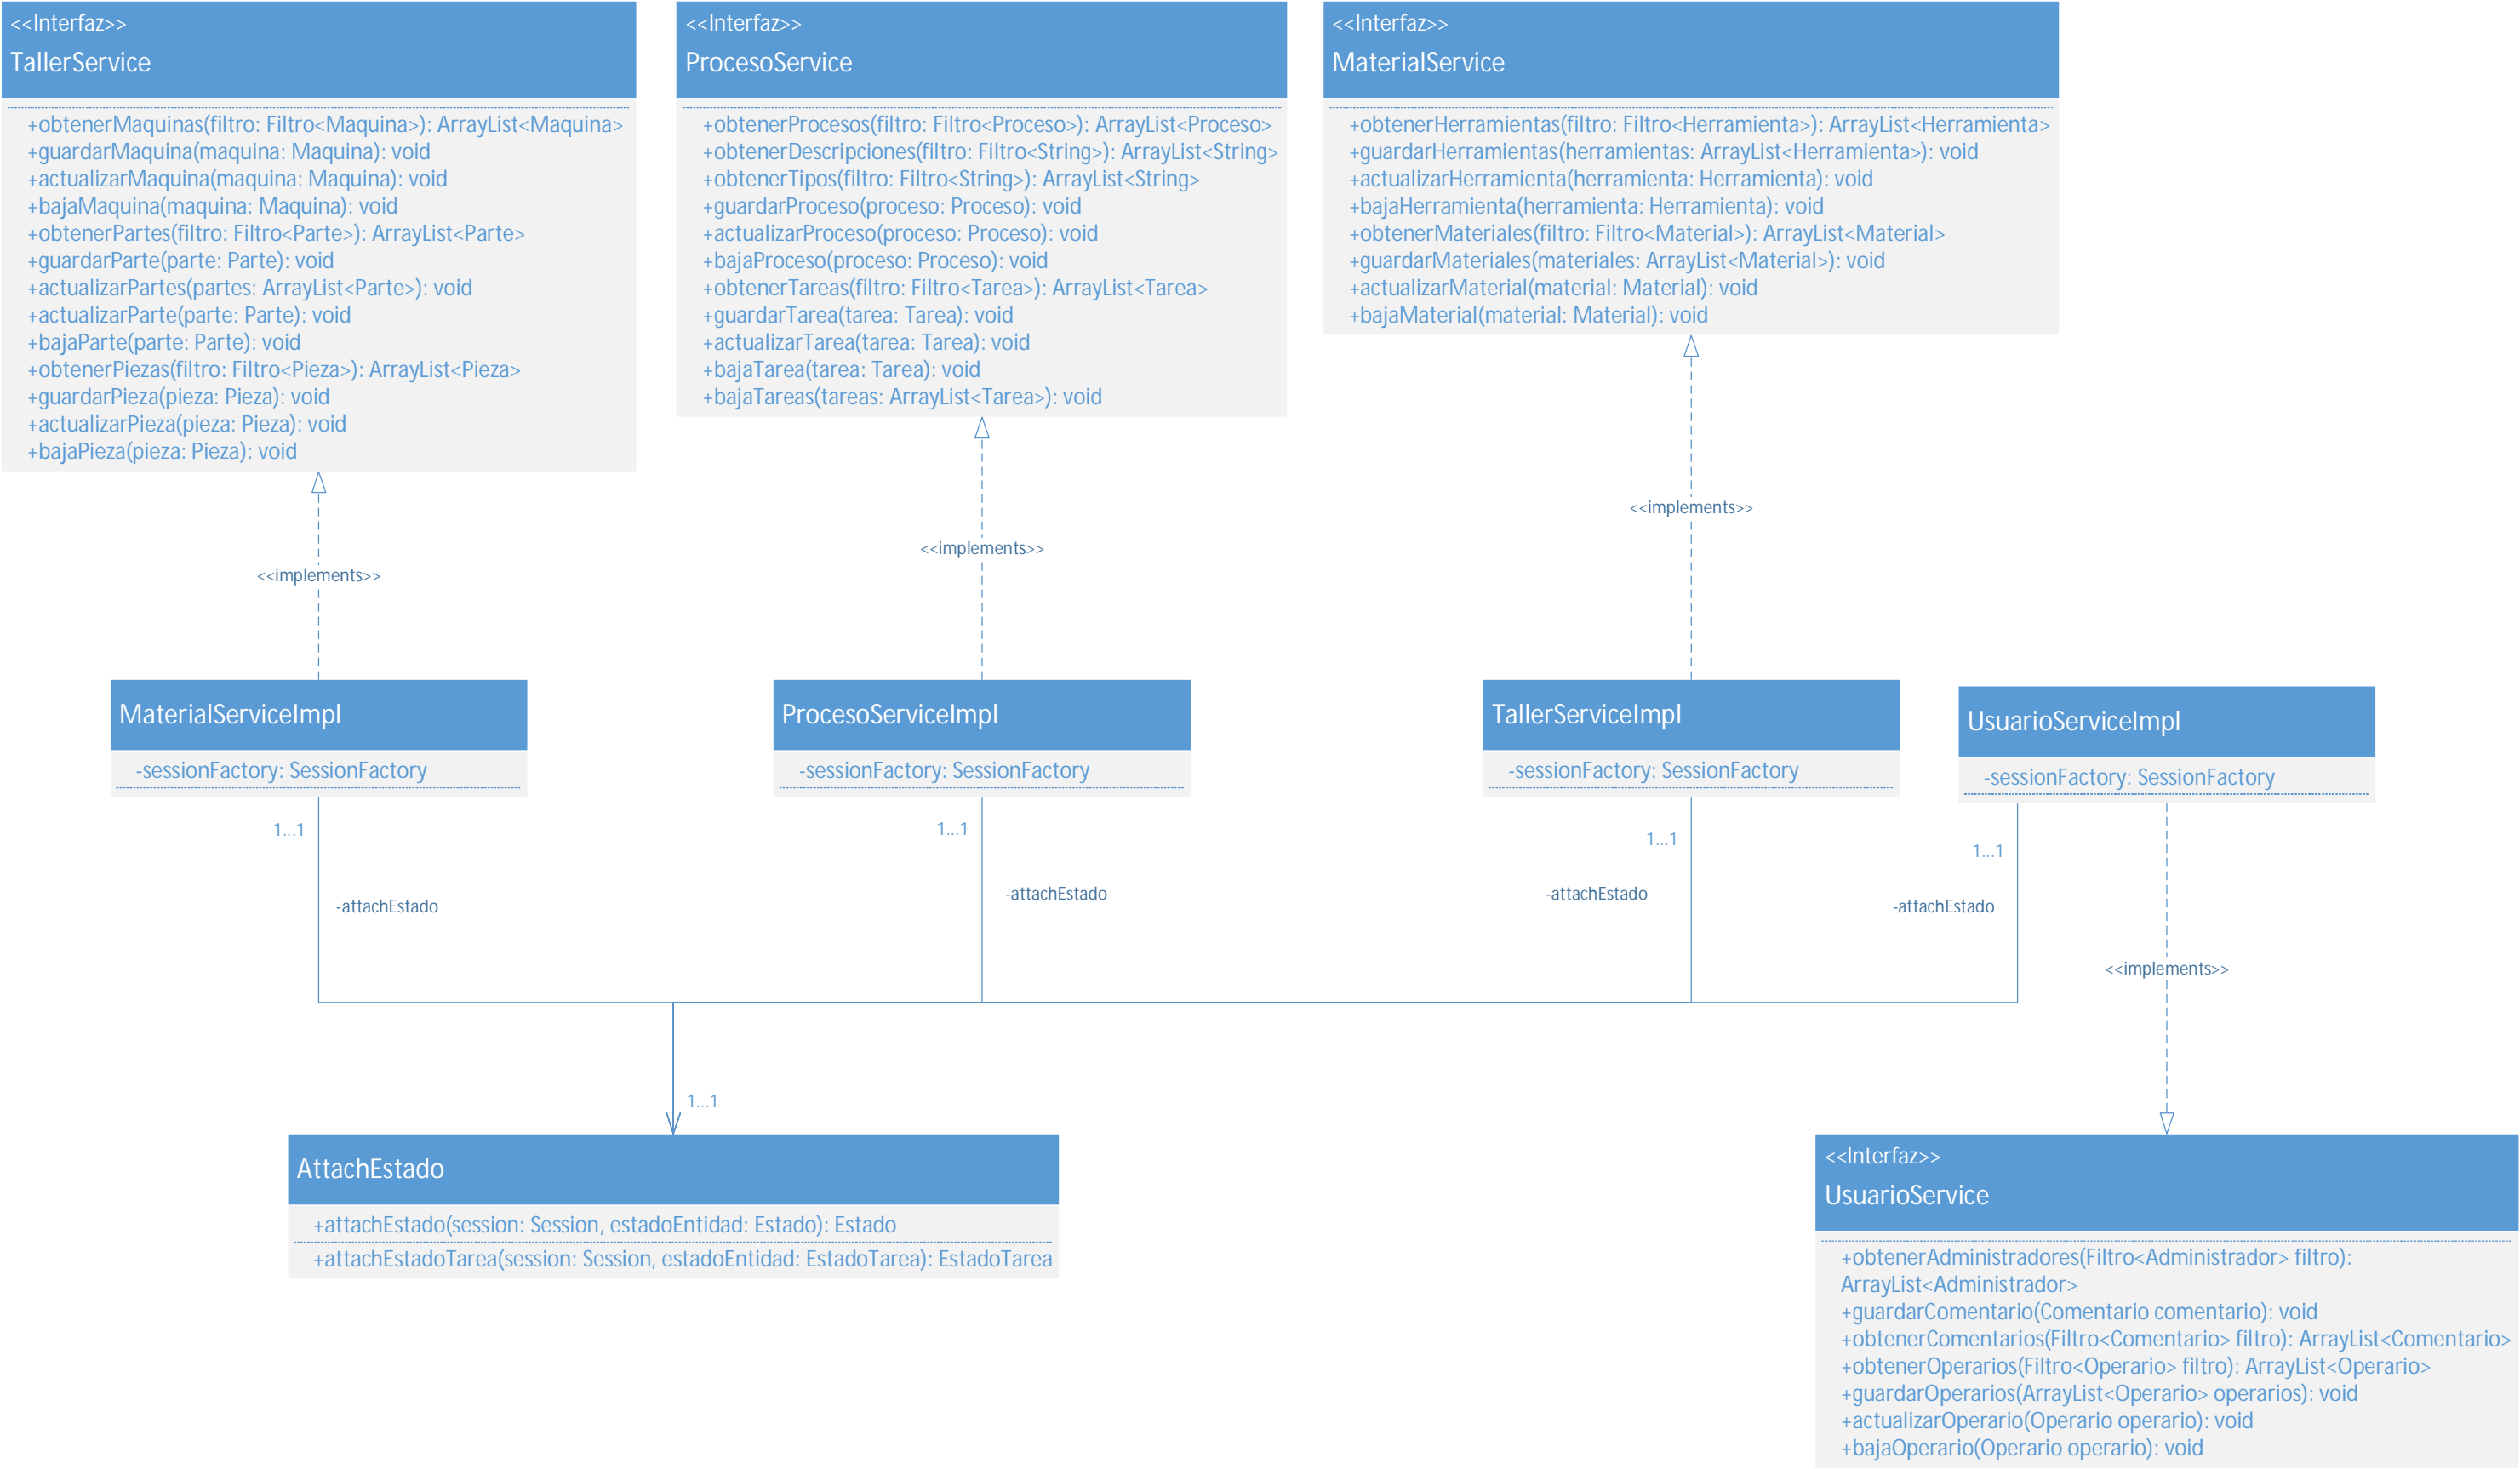 <<Interfaz>>
TallerService
+obtenerMaquinas(filtro: Filtro<Maquina>): ArrayList<Maquina>
+guardarMaquina(maquina: Maquina): void
+actualizarMaquina(maquina: Maquina): void
+bajaMaquina(maquina: Maquina): void
+obtenerPartes(filtro: Filtro<Parte>): ArrayList<Parte>
+guardarParte(parte: Parte): void
+actualizarPartes(partes: ArrayList<Parte>): void
+actualizarParte(parte: Parte): void
+bajaParte(parte: Parte): void
+obtenerPiezas(filtro: Filtro<Pieza>): ArrayList<Pieza>
+guardarPieza(pieza: Pieza): void
+actualizarPieza(pieza: Pieza): void
+bajaPieza(pieza: Pieza): void
<<Interfaz>>
ProcesoService
+obtenerProcesos(filtro: Filtro<Proceso>): ArrayList<Proceso>
+obtenerDescripciones(filtro: Filtro<String>): ArrayList<String>
+obtenerTipos(filtro: Filtro<String>): ArrayList<String>
+guardarProceso(proceso: Proceso): void
+actualizarProceso(proceso: Proceso): void
+bajaProceso(proceso: Proceso): void
+obtenerTareas(filtro: Filtro<Tarea>): ArrayList<Tarea>
+guardarTarea(tarea: Tarea): void
+actualizarTarea(tarea: Tarea): void
+bajaTarea(tarea: Tarea): void
+bajaTareas(tareas: ArrayList<Tarea>): void
<<Interfaz>>
MaterialService
+obtenerHerramientas(filtro: Filtro<Herramienta>): ArrayList<Herramienta>
+guardarHerramientas(herramientas: ArrayList<Herramienta>): void
+actualizarHerramienta(herramienta: Herramienta): void
+bajaHerramienta(herramienta: Herramienta): void
+obtenerMateriales(filtro: Filtro<Material>): ArrayList<Material>
+guardarMateriales(materiales: ArrayList<Material>): void
+actualizarMaterial(material: Material): void
+bajaMaterial(material: Material): void
<<implements>>
<<implements>>
<<implements>>
MaterialServiceImpl
-sessionFactory: SessionFactory
ProcesoServiceImpl
-sessionFactory: SessionFactory
TallerServiceImpl
-sessionFactory: SessionFactory
UsuarioServiceImpl
-sessionFactory: SessionFactory
1...1
-attachEstado
1...1
-attachEstado
1...1
-attachEstado
1...1
-attachEstado
<<implements>>
1...1
AttachEstado
+attachEstado(session: Session, estadoEntidad: Estado): Estado
+attachEstadoTarea(session: Session, estadoEntidad: EstadoTarea): EstadoTarea
<<Interfaz>>
UsuarioService
+obtenerAdministradores(Filtro<Administrador> filtro):
ArrayList<Administrador>
+guardarComentario(Comentario comentario): void
+obtenerComentarios(Filtro<Comentario> filtro): ArrayList<Comentario>
+obtenerOperarios(Filtro<Operario> filtro): ArrayList<Operario>
+guardarOperarios(ArrayList<Operario> operarios): void
+actualizarOperario(Operario operario): void
+bajaOperario(Operario operario): void